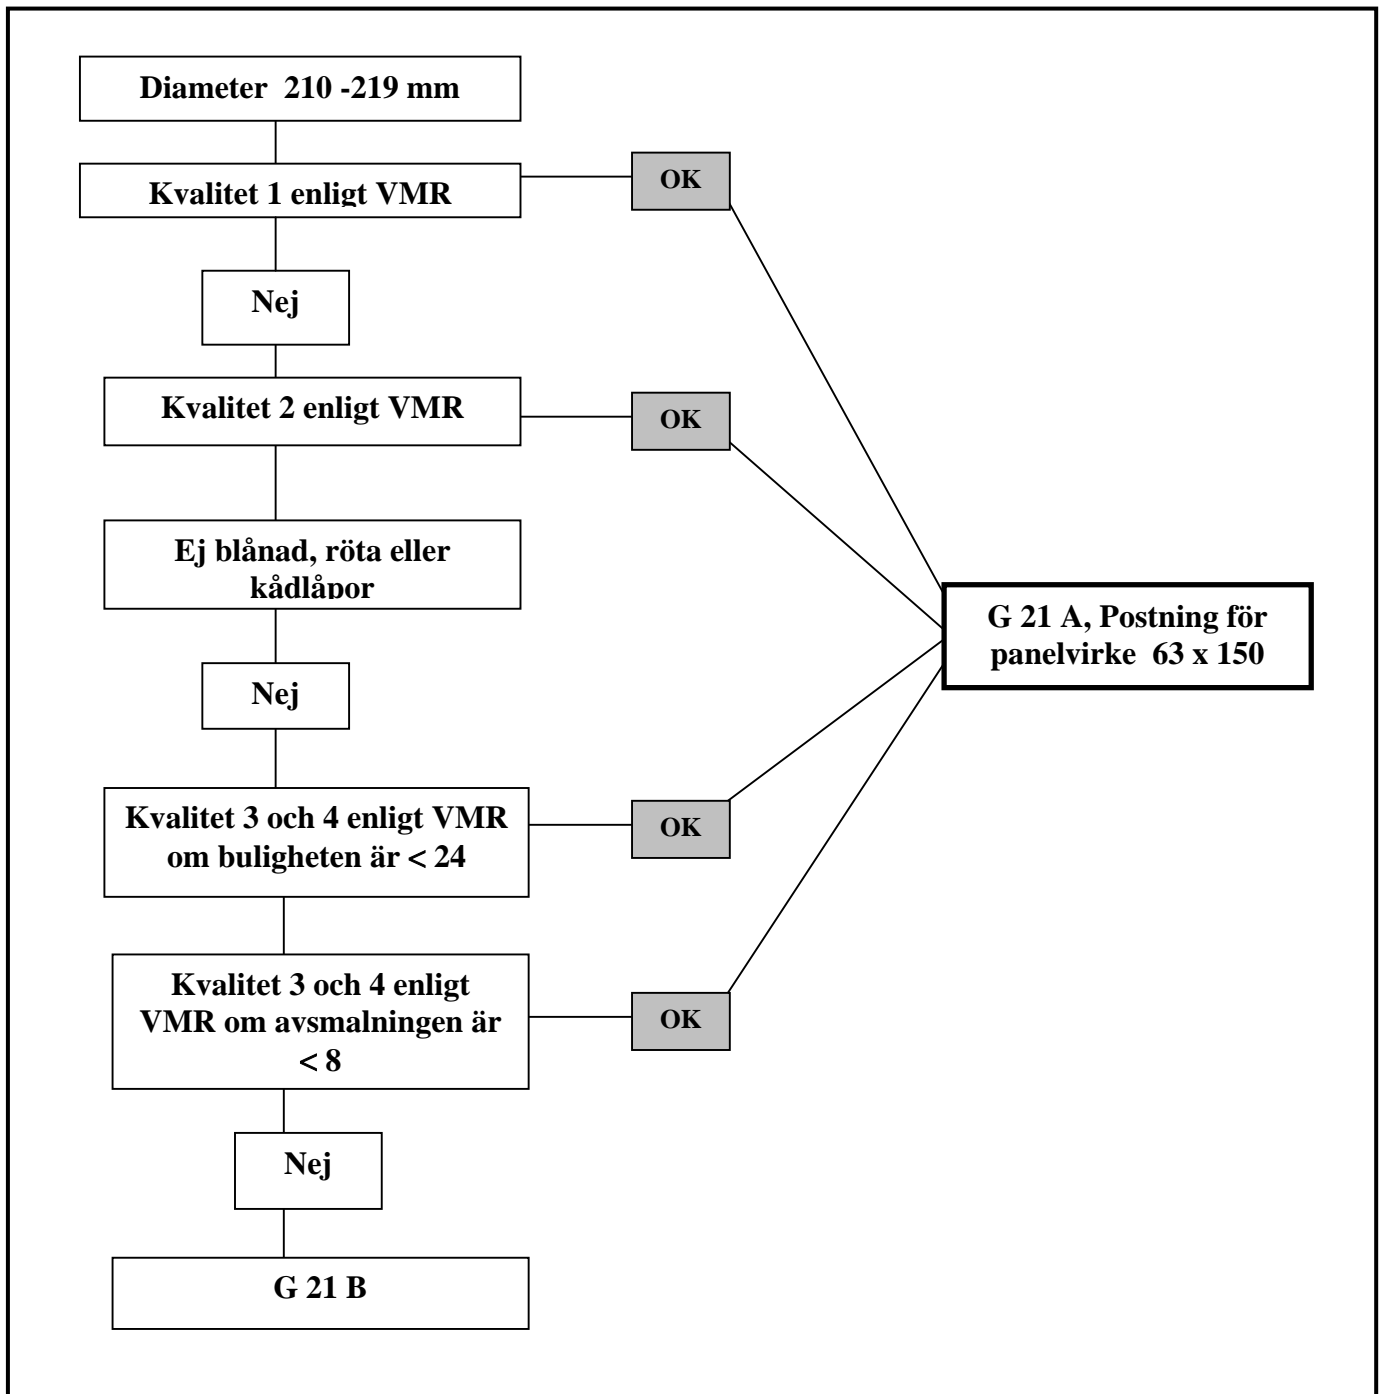 Diameter 210 -219 mm
Kvalitet 1 enligt VMR
OK
Nej
Kvalitet 2 enligt VMR
OK
Ej blånad, röta eller
kådlåpor
Nej
G 21 A, Postning för
panelvirke 63 x 150
Kvalitet 3 och 4 enligt VMR
om buligheten är < 24
OK
Kvalitet 3 och 4 enligt
VMR om avsmalningen är
< 8
OK
Nej
G 21 B